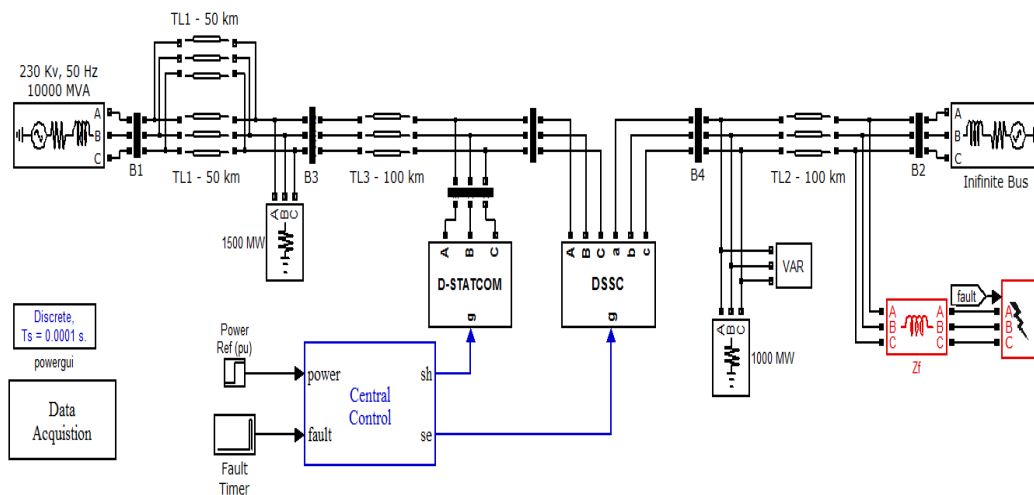 TL1 - 50 km
230 Kv, 50 Hz
10000 MVA
A
B
C
B1
TL1 - 50 km
B3
TL3 - 100 km
B4
TL2 - 100 km
B2
A
B
C
Inifinite Bus
A B C
1500 MW
A B C
D-STATCOM
g
A B C a b c
DSSC
g
VAR
A B C
1000 MW
fault
A
B
C
A
B
C
Zf
A
B
C
Discrete,
Ts = 0.0001 s.
powergui
Data
Acquistion
Power
Ref (pu)
Fault
Timer
power
fault
Central
Control
sh
se